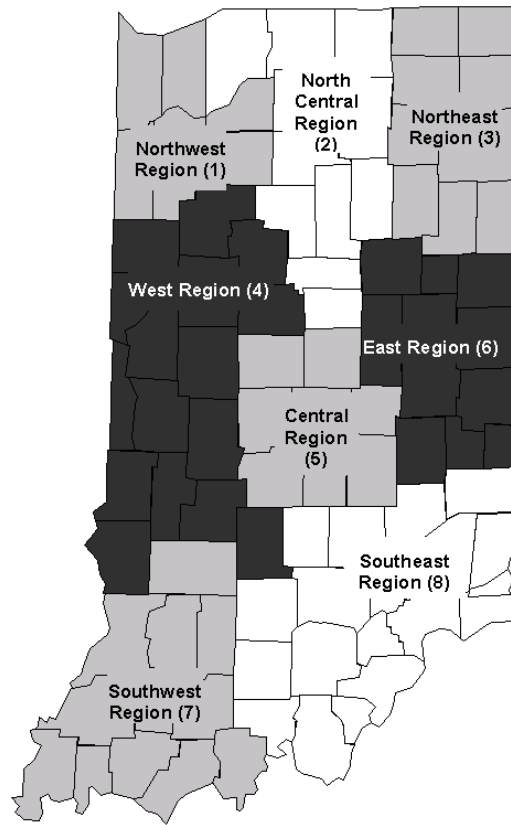 North
Central
Region
(2)
Northeast
Region (3)
Northwest
Region (1)
West Region (4)
East Region (6)
Central
Region
(5)
Southeast
Region (8)
Southwest
Region (7)